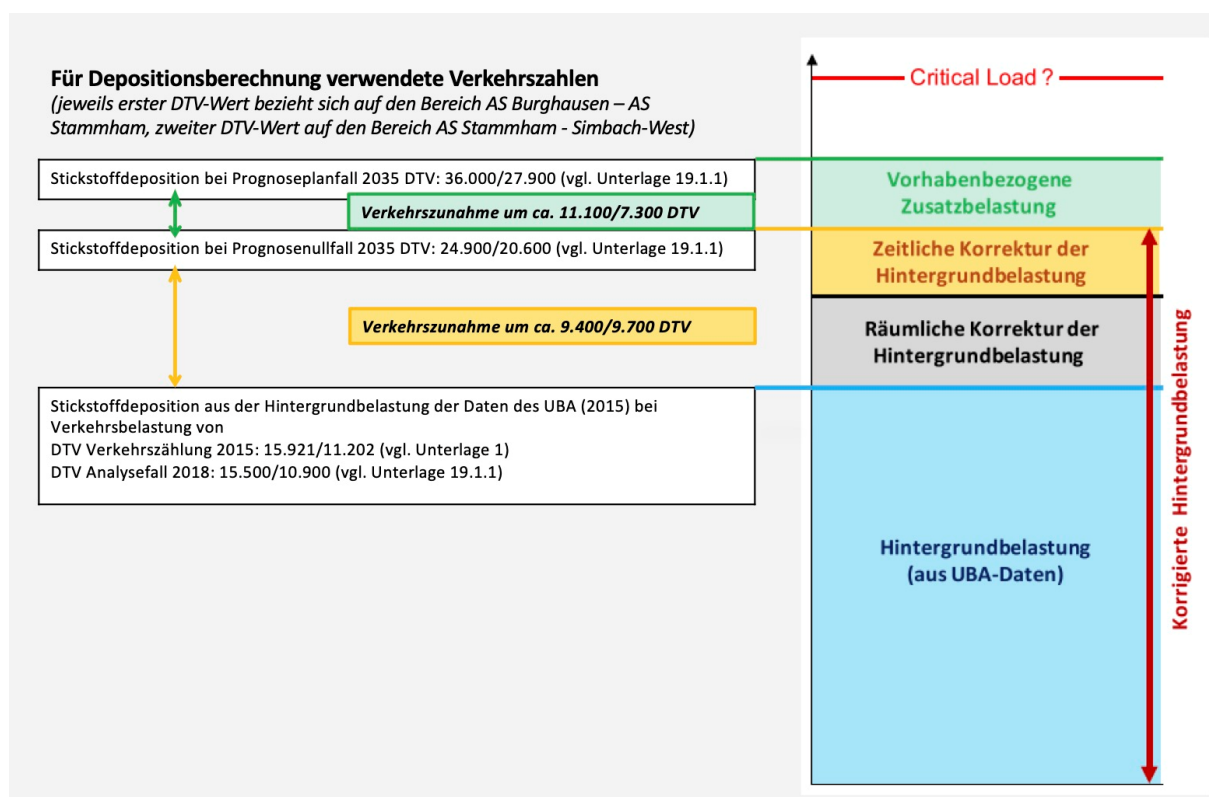 Für Depositionsberechnung verwendete Verkehrszahlen
(jeweils erster DTV-Wert bezieht sich auf den Bereich AS Burghausen – AS
Stammham, zweiter DTV-Wert auf den Bereich AS Stammham - Simbach-West)
Stickstoffdeposition bei Prognoseplanfall 2035 DTV: 36.000/27.900 (vgl. Unterlage 19.1.1)
Verkehrszunahme um ca. 11.100/7.300 DTV
Stickstoffdeposition bei Prognosenullfall 2035 DTV: 24.900/20.600 (vgl. Unterlage 19.1.1)
Verkehrszunahme um ca. 9.400/9.700 DTV
Stickstoffdeposition aus der Hintergrundbelastung der Daten des UBA (2015) bei
Verkehrsbelastung von
DTV Verkehrszählung 2015: 15.921/11.202 (vgl. Unterlage 1)
DTV Analysefall 2018: 15.500/10.900 (vgl. Unterlage 19.1.1)
Critical Load ?
Vorhabenbezogene
Zusatzbelastung
Zeitliche Korrektur der
Hintergrundbelastung
Räumliche Korrektur der
Hintergrundbelastung
Hintergrundbelastung
(aus UBA-Daten)
Korrigierte Hintergrundbelastung